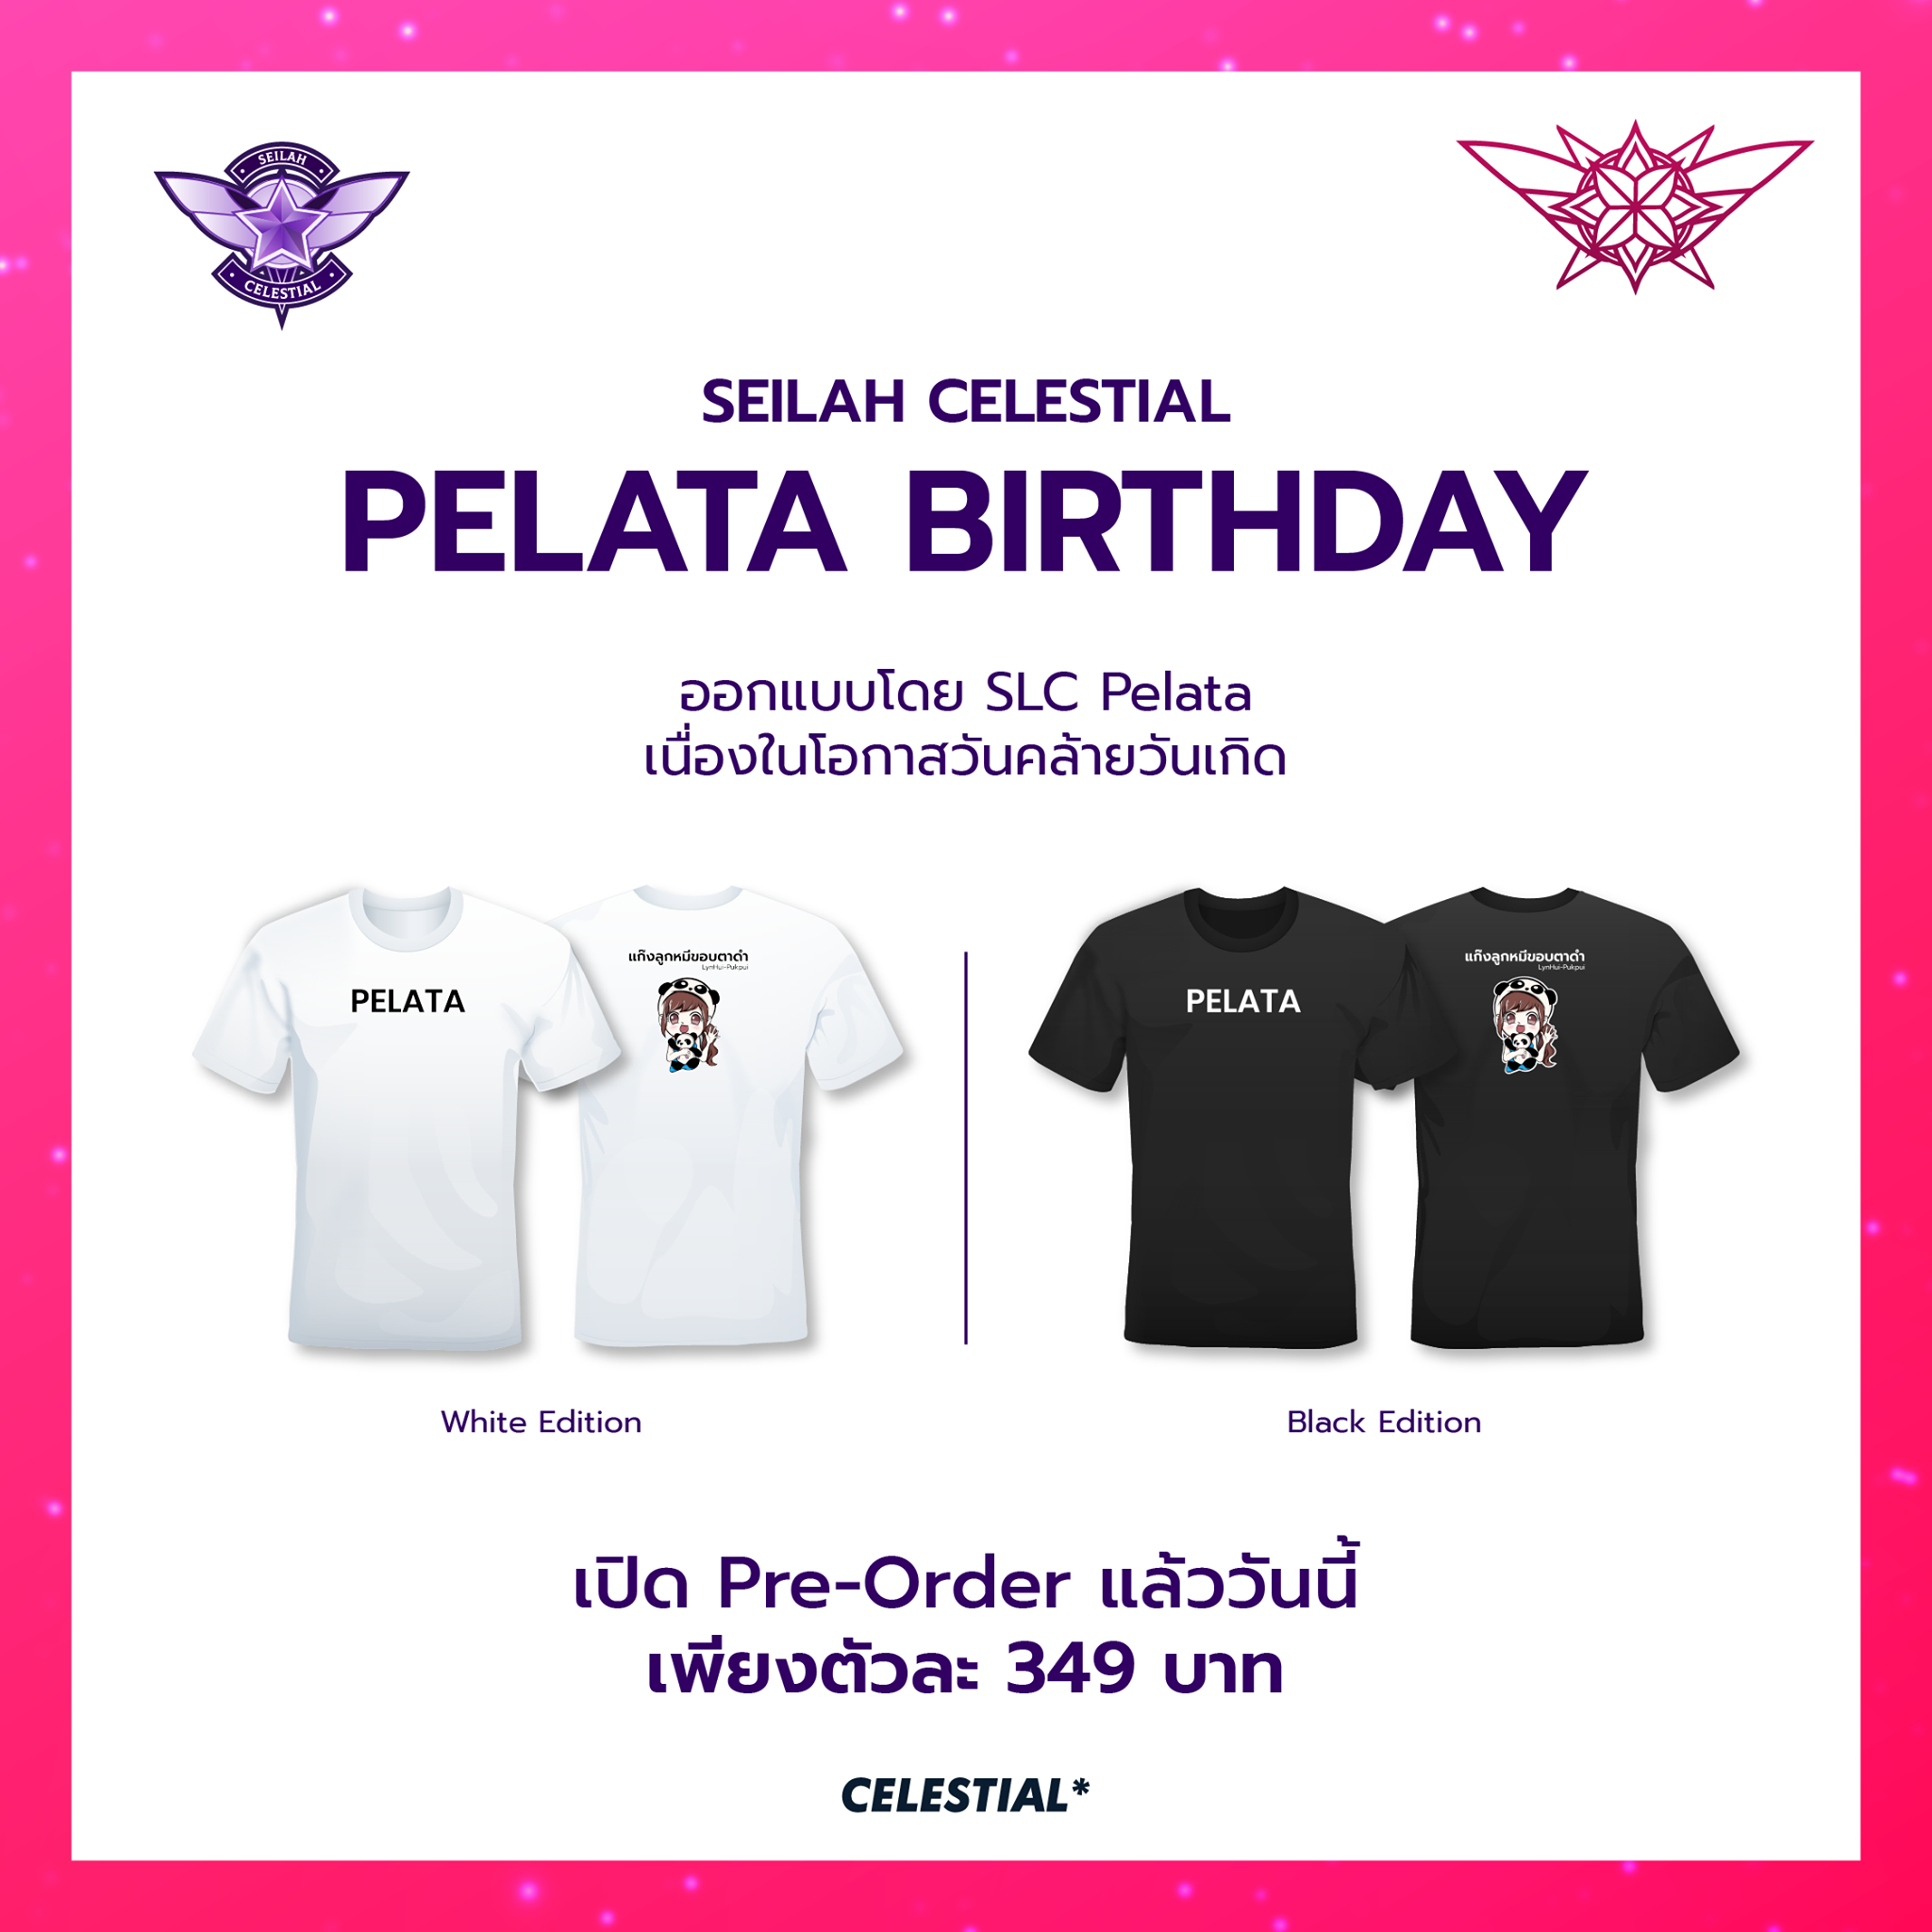 SEILAH
CELESTIAL
SEILAH CELESTIAL
PELATA BIRTHDAY
ออกแบบโดย SLC Pelata
เนื่องในโอกาสวันคล้ายวันเกิด
PELATA
แก๊งลูกหมีขอบตาดำ
LynHui-Pukpui
PELATA
แก๊งลูกหมีขอบตาดำ
LynHui-Pukpui
White Edition
Black Edition
เปิด Pre-Order แล้ววันนี้
เพียงตัวละ 349 บาท
CELESTIAL*